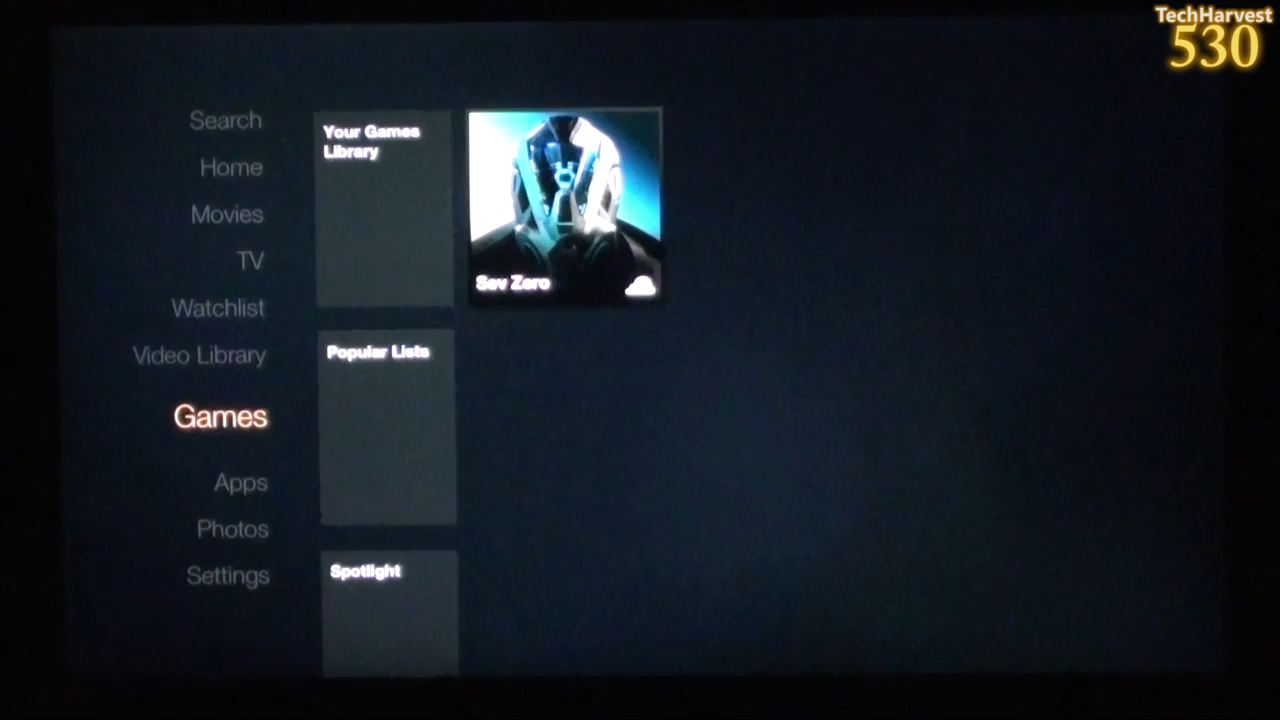 TechHarvest
530
Search
Home
Movies
TV
Watchlist
Video Library
Games
Apps
Photos
Settings
Your Games
Library
Sev Zero
Popular Lists
Spotlight